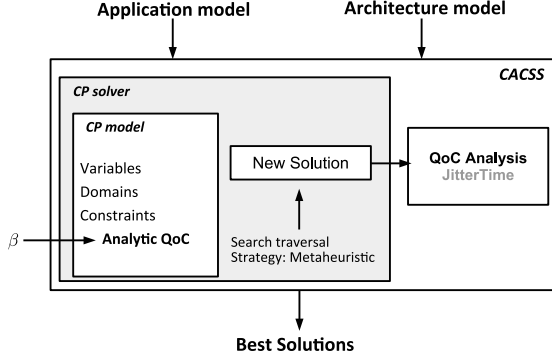 Application model
Architecture model
CACSS
CP solver
CP model
Variables
Domains
Constraints
β
Analytic QoC
New Solution
Search traversal
Strategy: Metaheuristic
QoC Analysis
JitterTime
Best Solutions